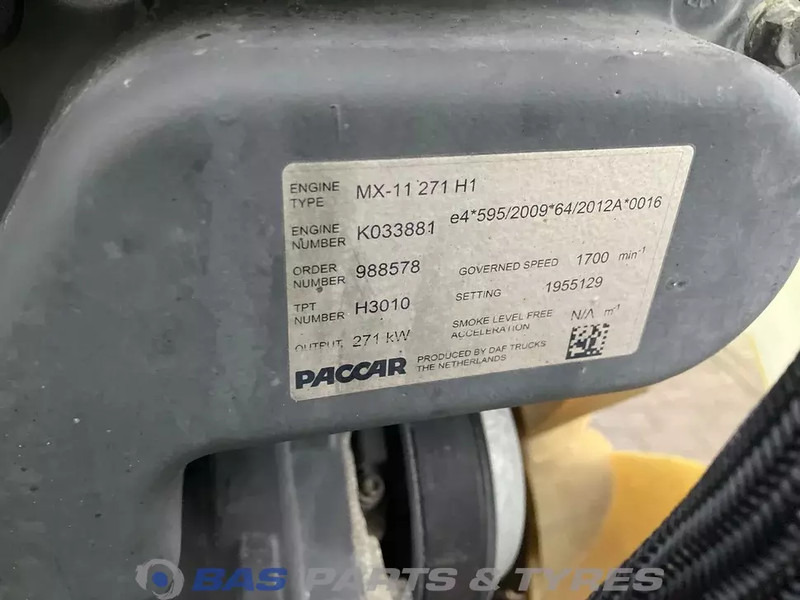 ENGINE TYPE MX-11 271 H1
ENGINE NUMBER K033881 e4*595/2009*64/2012A*0016
ORDER NUMBER 988578 GOVERNED SPEED 1700 min-1
TPT NUMBER H3010 SETTING 1955129
OUTPUT 271 kW SMOKE LEVEL FREE ACCELERATION N/A m-1
PACCAR PRODUCED BY DAF TRUCKS
THE NETHERLANDS
BAS PARTS & TYRES